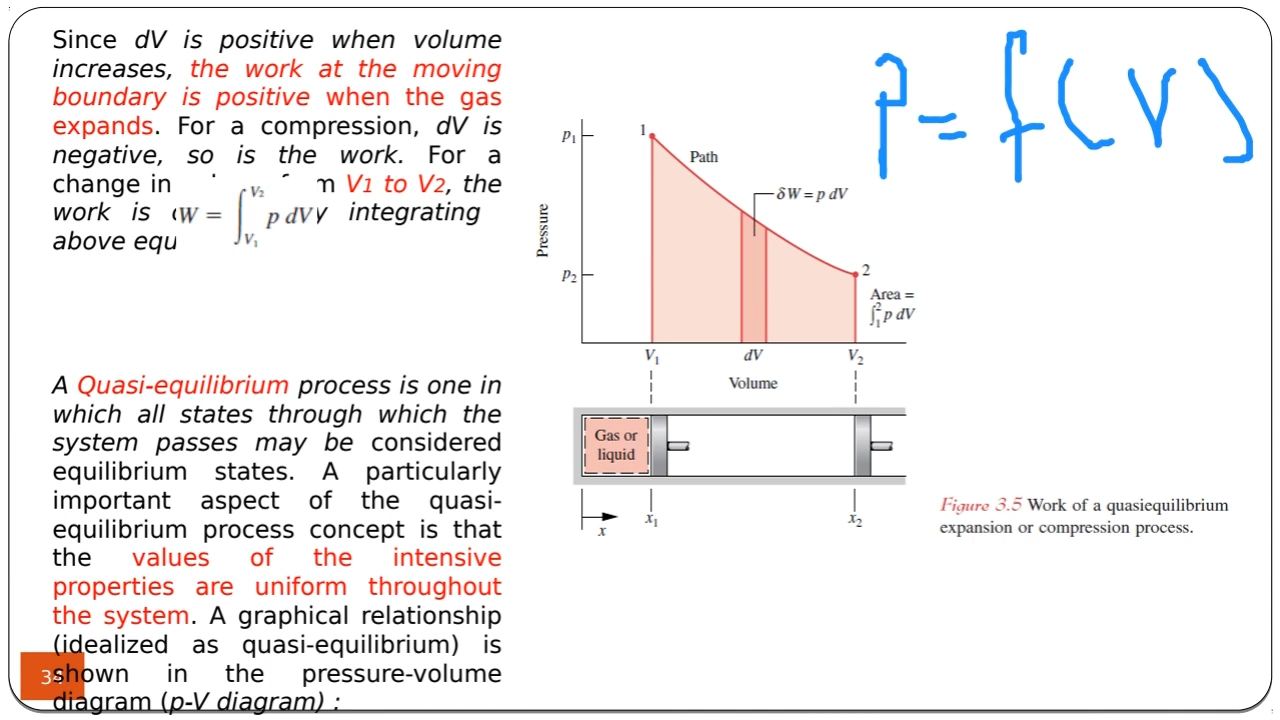 Since dV is positive when volume
increases, the work at the moving
boundary is positive when the gas
expands. For a compression, dV is
negative, so is the work. For a
change in m V1 to V2, the
work is y integrating
above equ
W = ∫V₁V₂ p dV
A Quasi-equilibrium process is one in
which all states through which the
system passes may be considered
equilibrium states. A particularly
important aspect of the quasi-
equilibrium process concept is that
the values of the intensive
properties are uniform throughout
the system. A graphical relationship
(idealized as quasi-equilibrium) is
shown in the pressure-volume
diagram (p-V diagram) :
34
P = f(V)
p₁
1
Path
δW = p dV
Pressure
p₂
2
Area =
∫₁² p dV
V₁ dV V₂
Volume
Gas or
liquid
x₁ x₂
x
Figure 3.5 Work of a quasiequilibrium
expansion or compression process.